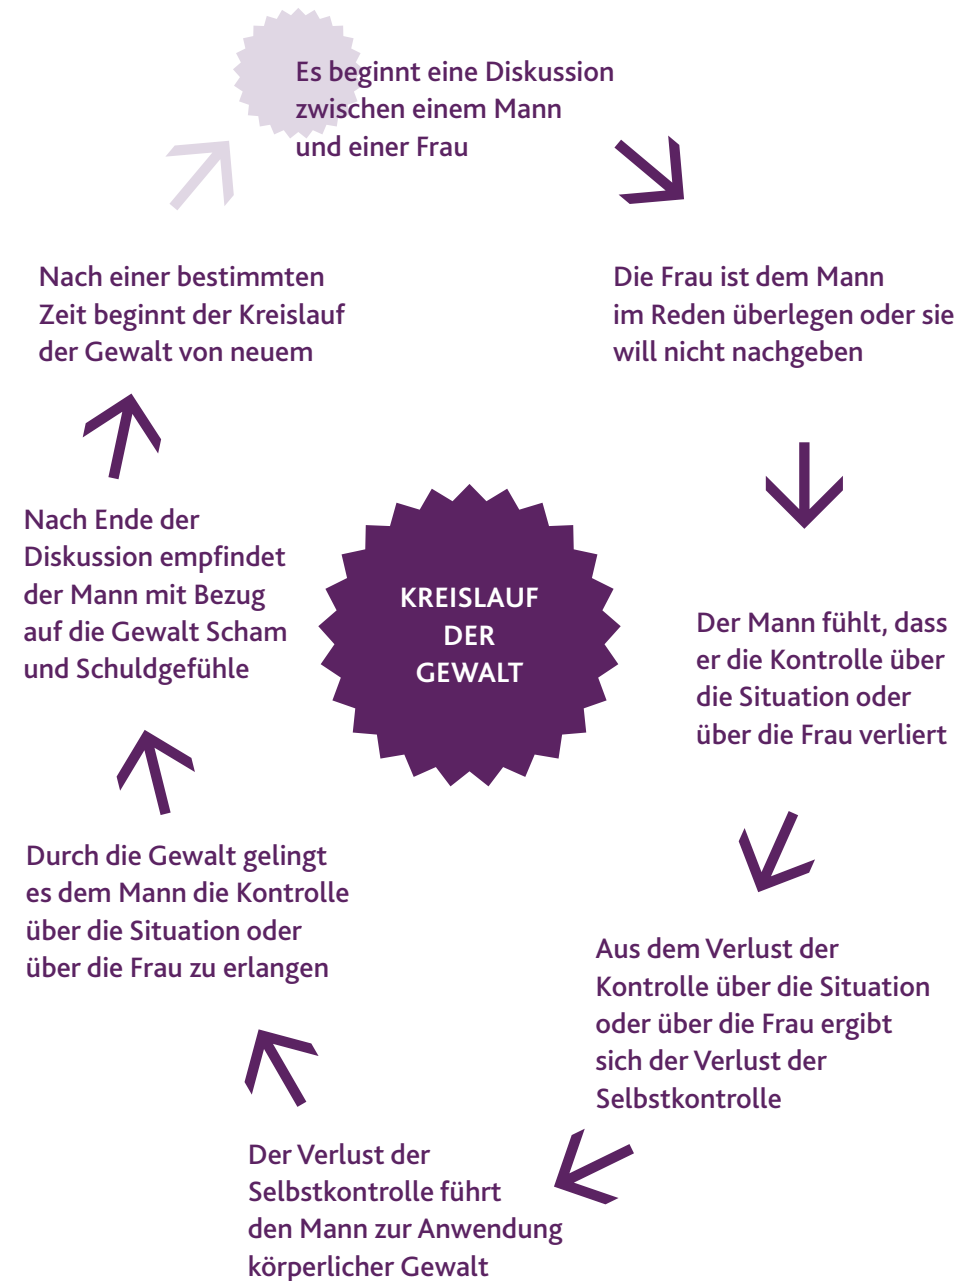 Es beginnt eine Diskussion
zwischen einem Mann
und einer Frau
Die Frau ist dem Mann
im Reden überlegen oder sie
will nicht nachgeben
Der Mann fühlt, dass
er die Kontrolle über
die Situation oder
über die Frau verliert
Aus dem Verlust der
Kontrolle über die Situation
oder über die Frau ergibt
sich der Verlust der
Selbstkontrolle
Der Verlust der
Selbstkontrolle führt
den Mann zur Anwendung
körperlicher Gewalt
Durch die Gewalt gelingt
es dem Mann die Kontrolle
über die Situation oder
über die Frau zu erlangen
Nach Ende der
Diskussion empfindet
der Mann mit Bezug
auf die Gewalt Scham
und Schuldgefühle
Nach einer bestimmten
Zeit beginnt der Kreislauf
der Gewalt von neuem
KREISLAUF
DER
GEWALT